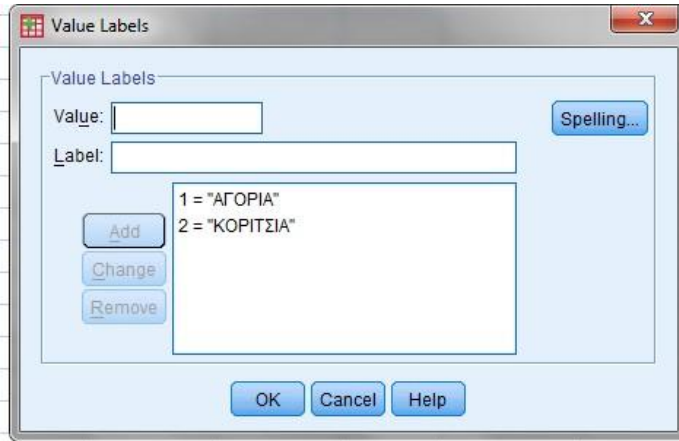 Value Labels
Value Labels
Value:
Spelling...
Label:
1 = "ΑΓΟΡΙΑ"
2 = "ΚΟΡΙΤΣΙΑ"
Add
Change
Remove
OK Cancel Help